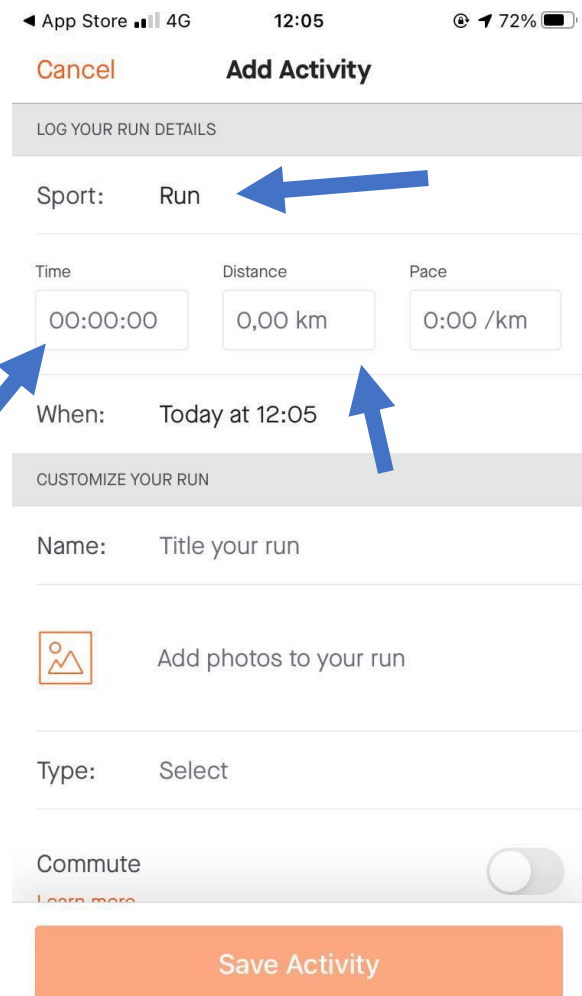 App Store 4G 12:05 72%
Cancel Add Activity
LOG YOUR RUN DETAILS
Sport: Run
Time Distance Pace
00:00:00 0,00 km 0:00 /km
When: Today at 12:05
CUSTOMIZE YOUR RUN
Name: Title your run
Add photos to your run
Type: Select
Commute
Learn more
Save Activity